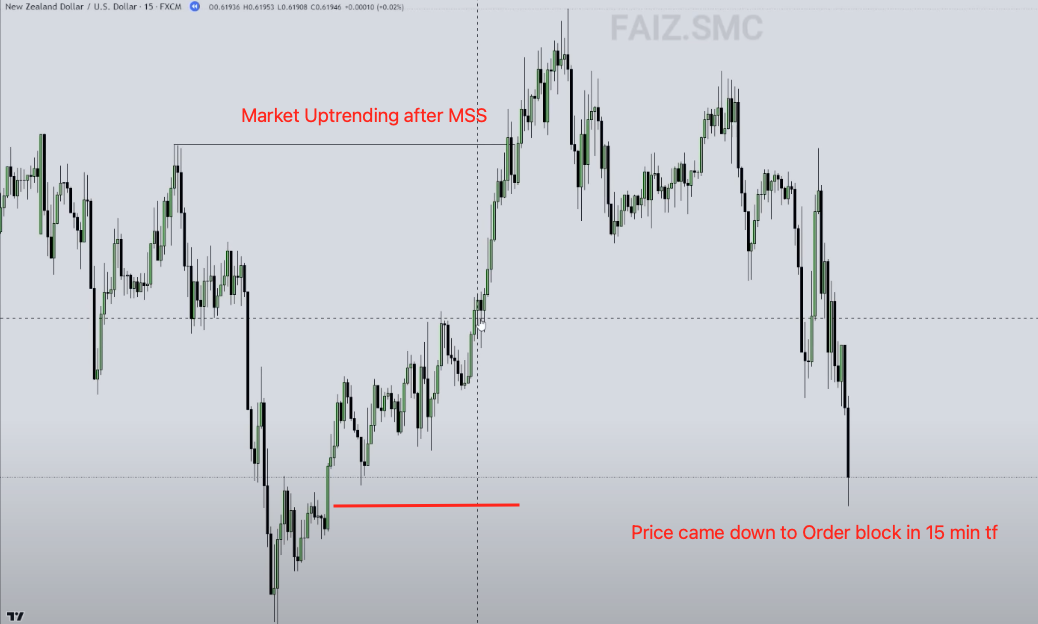 New Zealand Dollar / U.S. Dollar · 15 · FXCM O0.61936 H0.61953 L0.61908 C0.61946 +0.00010 (+0.02%)
FAIZ.SMC
Market Uptrending after MSS
Price came down to Order block in 15 min tf